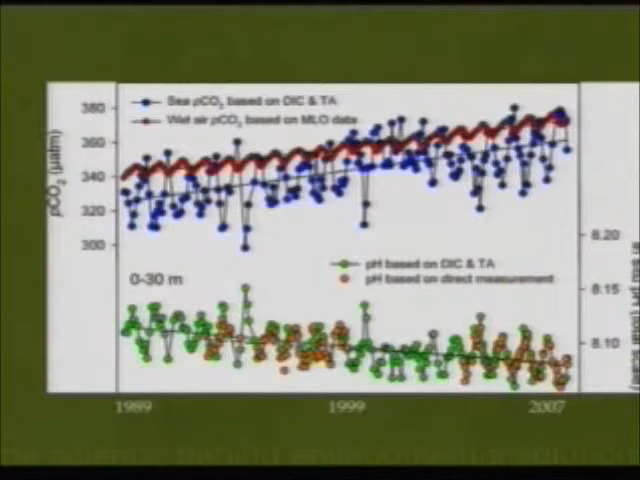 Sea pCO2 based on DIC & TA
Wet air pCO2 based on MLO data
380
360
340
320
300
pCO2 (µatm)
8.20
pH based on DIC & TA
pH based on direct measurement
0-30 m
8.15
8.10
1989
1999
2007